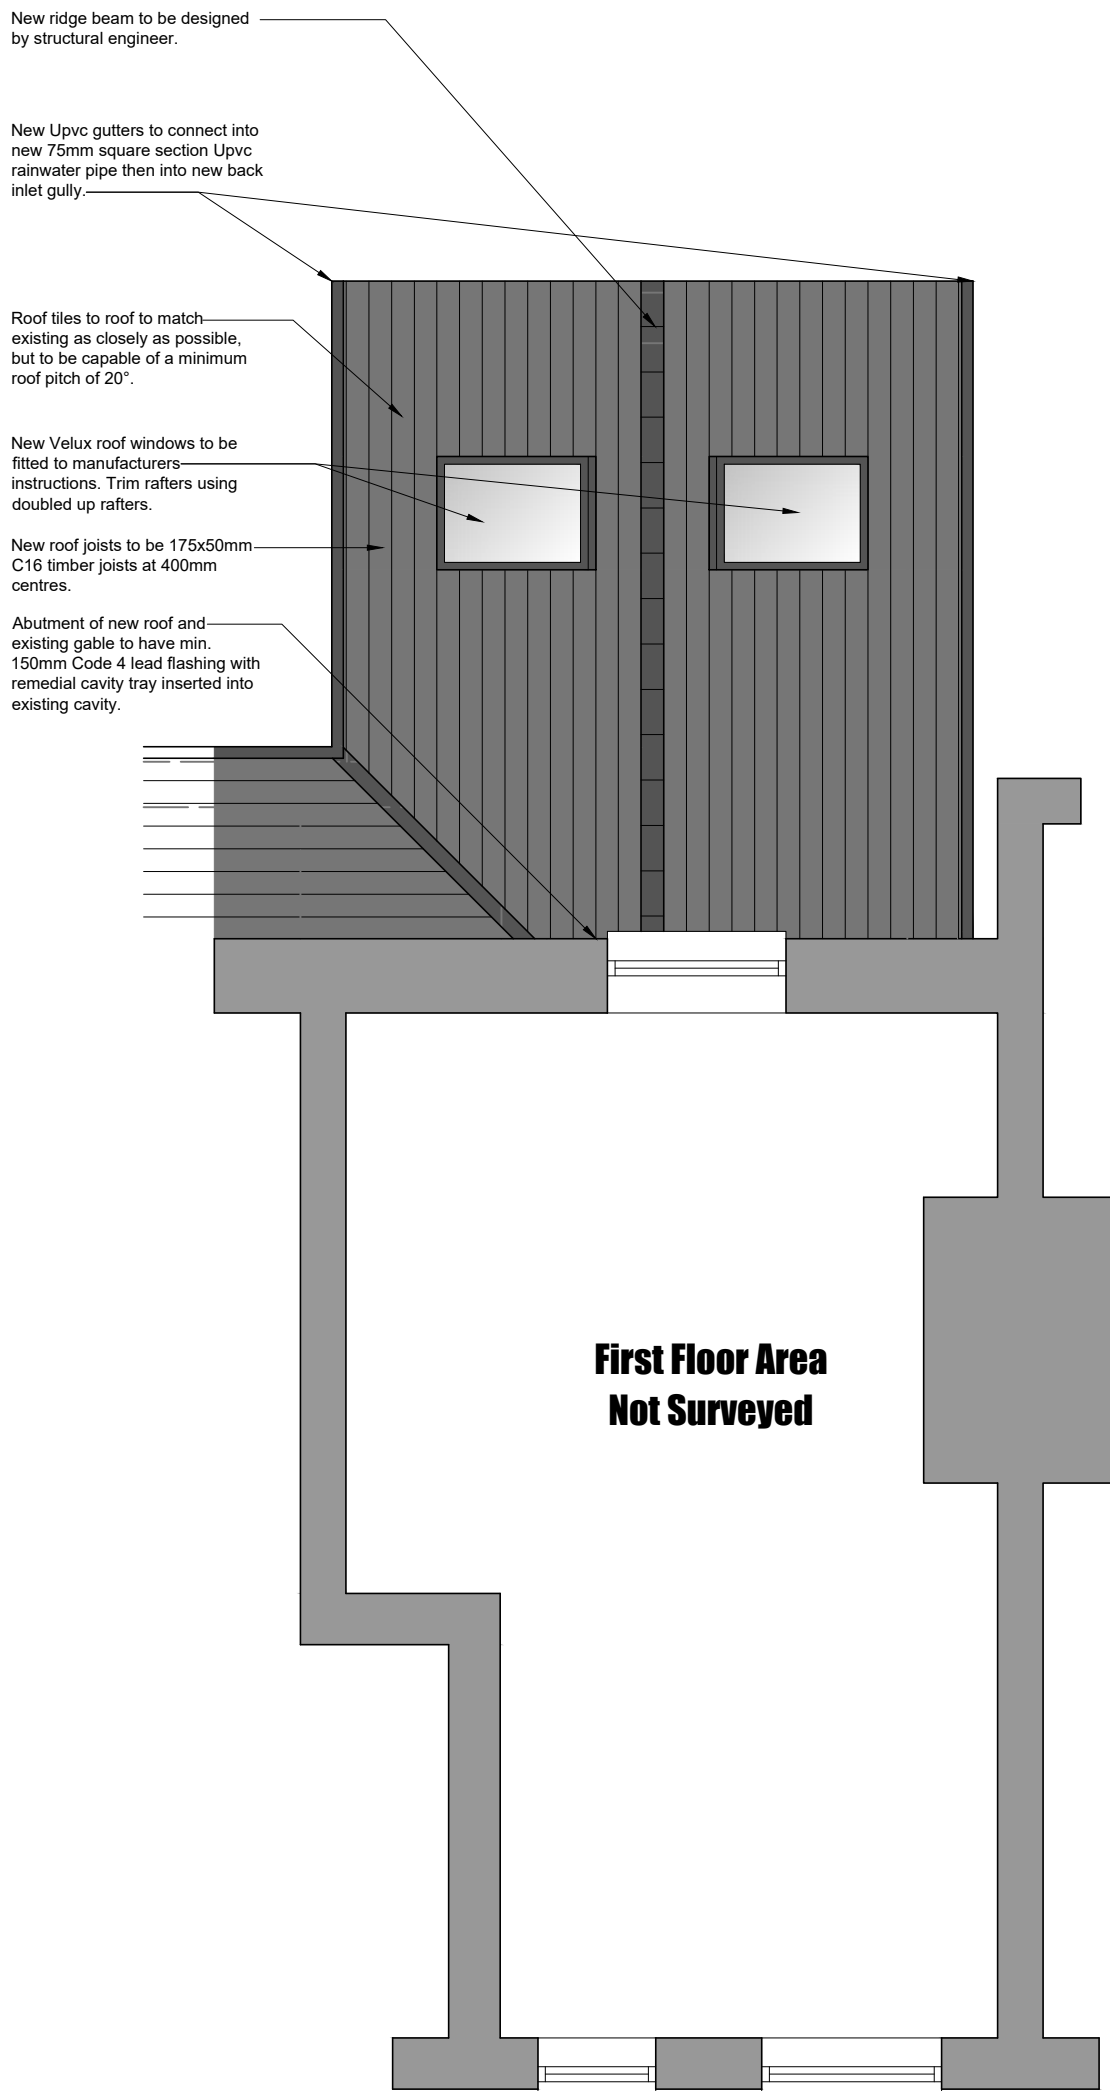 New ridge beam to be designed
by structural engineer.
New Upvc gutters to connect into
new 75mm square section Upvc
rainwater pipe then into new back
inlet gully.
Roof tiles to roof to match
existing as closely as possible,
but to be capable of a minimum
roof pitch of 20°.
New Velux roof windows to be
fitted to manufacturers
instructions. Trim rafters using
doubled up rafters.
New roof joists to be 175x50mm
C16 timber joists at 400mm
centres.
Abutment of new roof and
existing gable to have min.
150mm Code 4 lead flashing with
remedial cavity tray inserted into
existing cavity.
First Floor Area
Not Surveyed